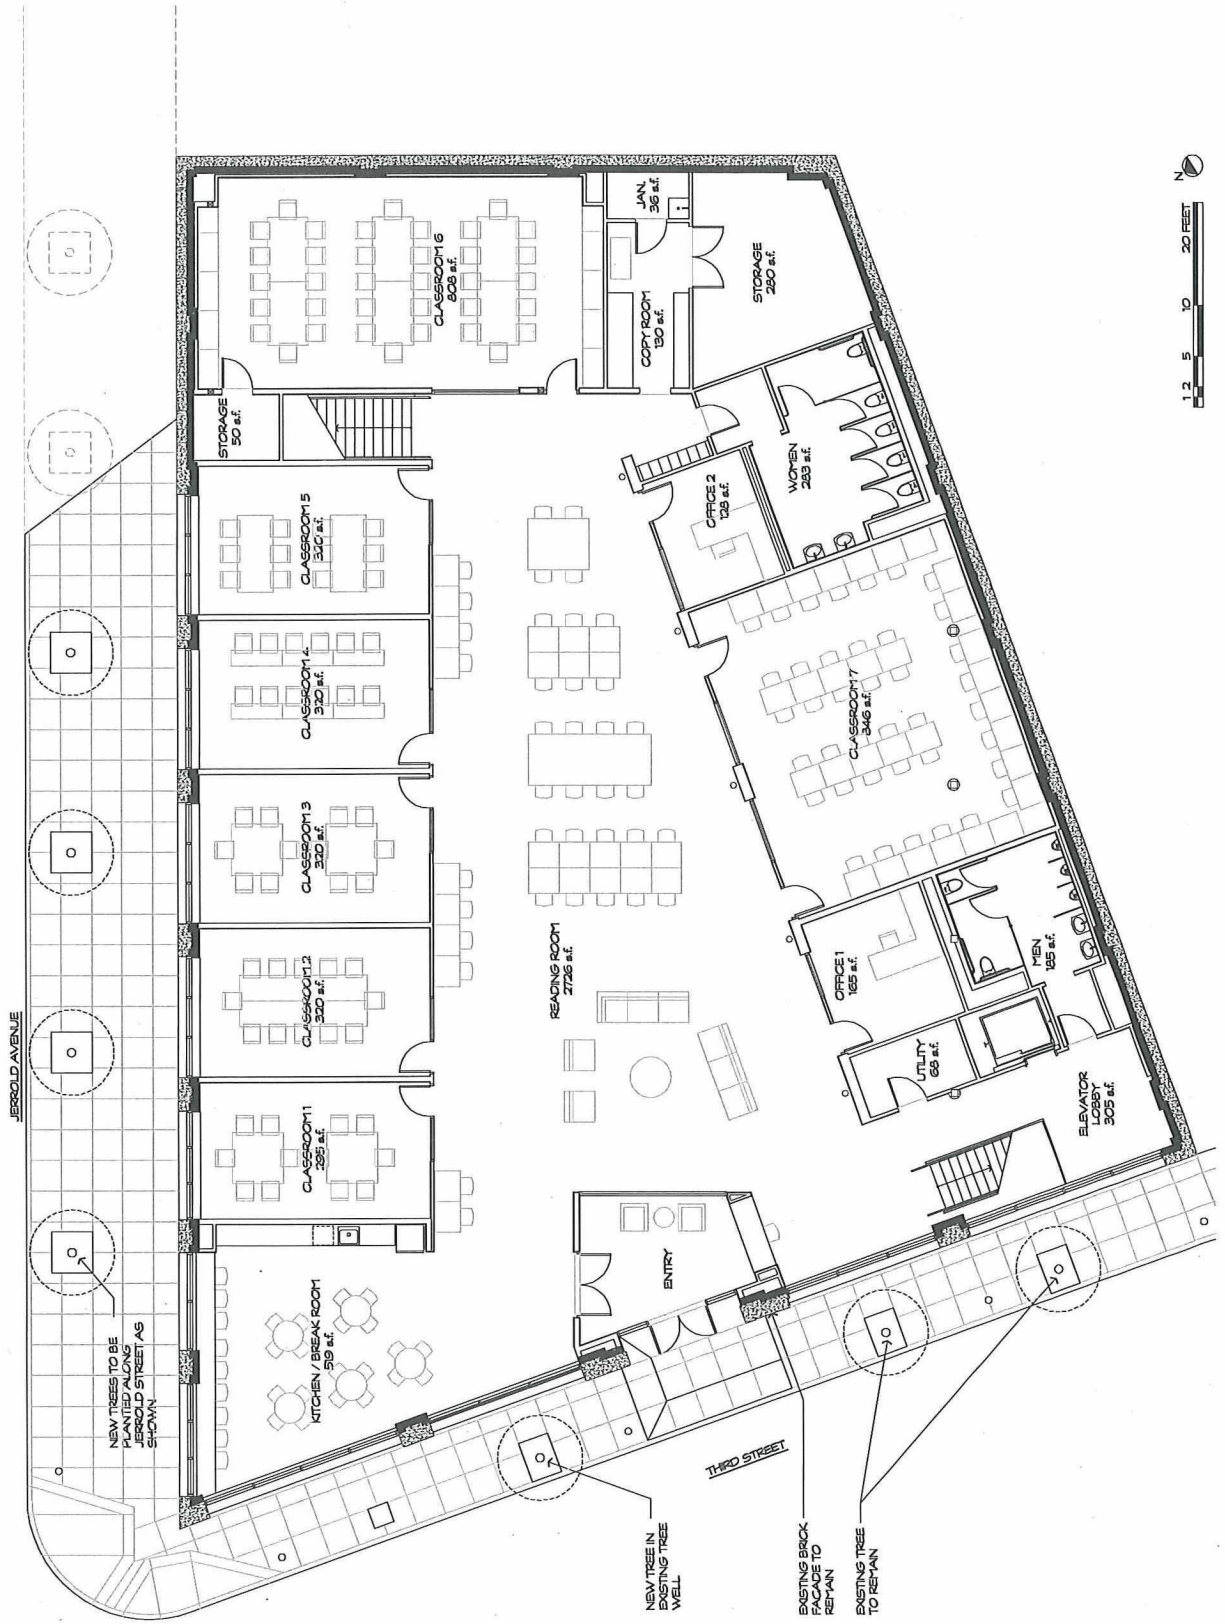 JERROLD AVENUE
NEW TREES TO BE
PLANTED ALONG
JERROLD STREET AS
SHOWN
KITCHEN / BREAK ROOM
519 s.f.
CLASSROOM 1
295 s.f.
CLASSROOM 2
320 s.f.
CLASSROOM 3
320 s.f.
CLASSROOM 4
320 s.f.
CLASSROOM 5
320 s.f.
STORAGE
50 s.f.
CLASSROOM 6
808 s.f.
JAN.
36 s.f.
COPY ROOM
130 s.f.
STORAGE
280 s.f.
READING ROOM
2726 s.f.
ENTRY
OFFICE 2
128 s.f.
WOMEN
283 s.f.
CLASSROOM 7
846 s.f.
OFFICE 1
165 s.f.
MEN
185 s.f.
UTILITY
68 s.f.
ELEVATOR
LOBBY
305 s.f.
THIRD STREET
NEW TREE IN
EXISTING TREE
WELL
EXISTING BRICK
FACADE TO
REMAIN
EXISTING TREE
TO REMAIN
1 2 5 10 20 FEET
N